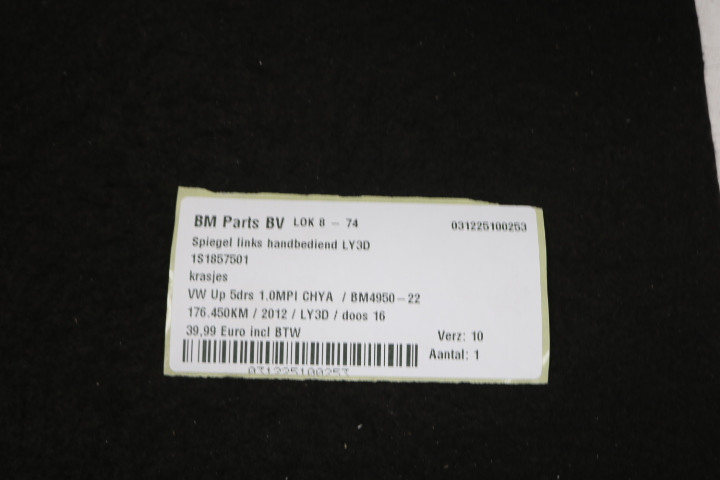 BM Parts BV LOK 8 - 74 031225100253
Spiegel links handbediend LY3D
1S1857501
krasjes
VW Up 5drs 1.0MPI CHYA / BM4950-22
176.450KM / 2012 / LY3D / doos 16
39,99 Euro incl BTW
Verz: 10
Aantal: 1
031225100253